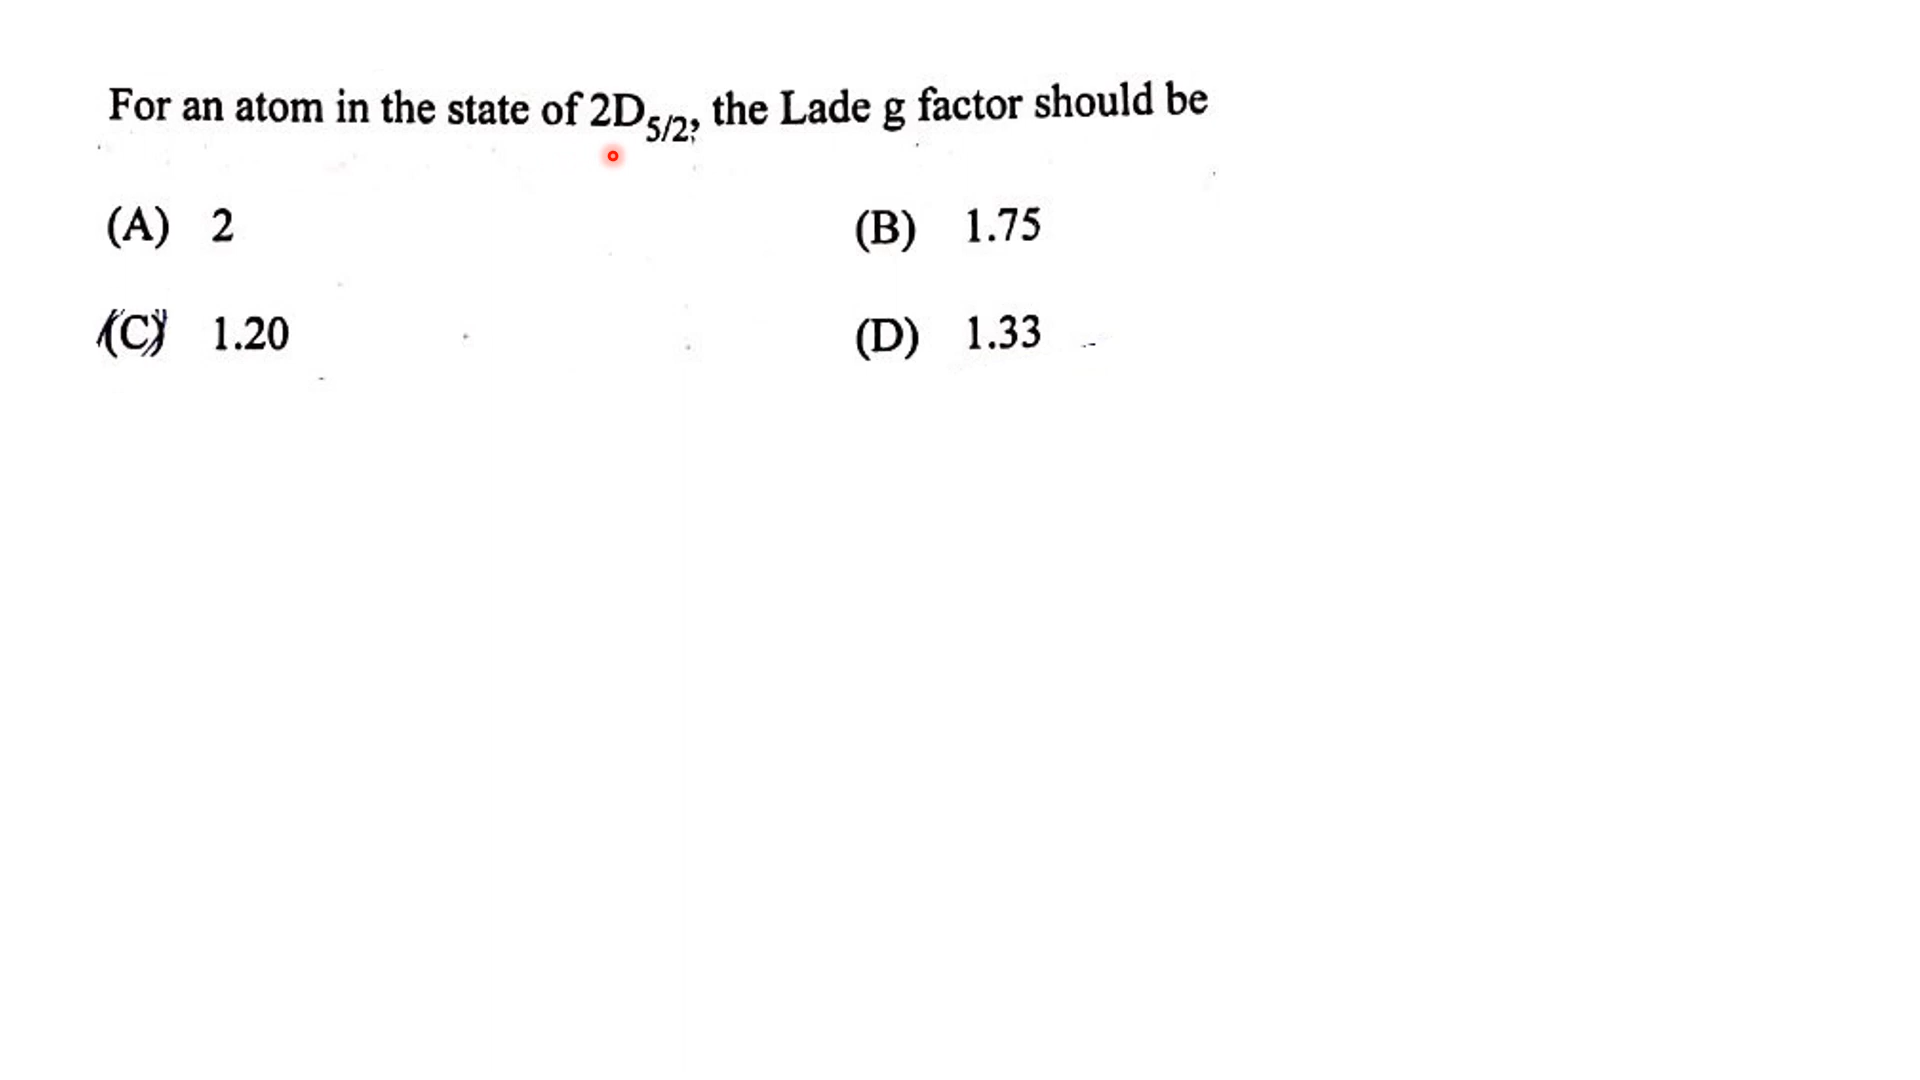 For an atom in the state of 2D5/2, the Lade g factor should be
(A) 2 (B) 1.75
(C) 1.20 (D) 1.33